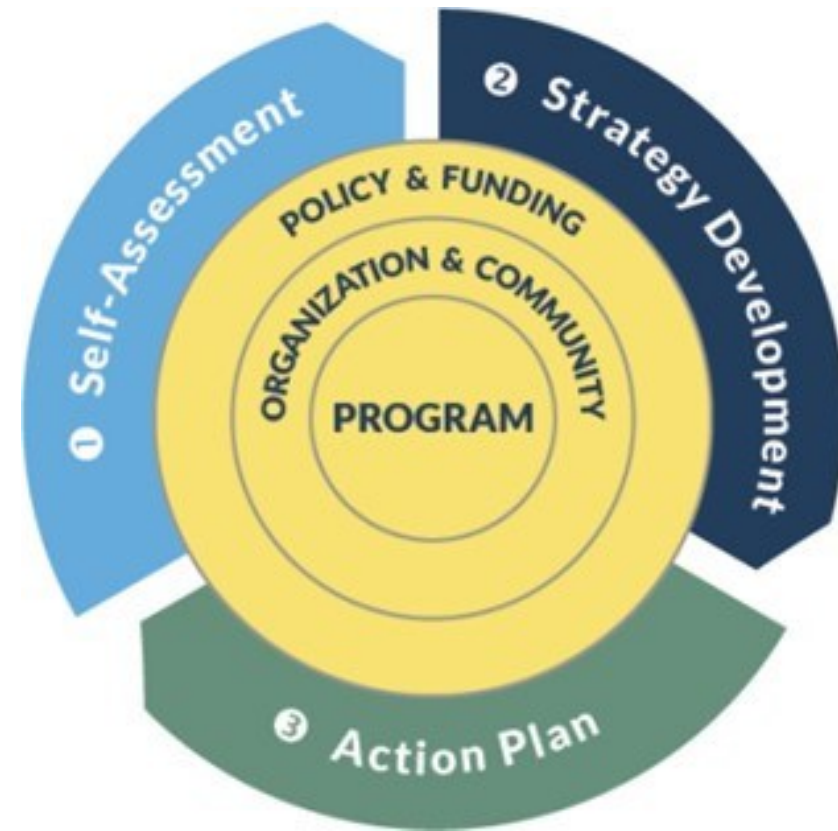 ❶ Self-Assessment
❷ Strategy Development
❸ Action Plan
POLICY & FUNDING
ORGANIZATION & COMMUNITY
PROGRAM